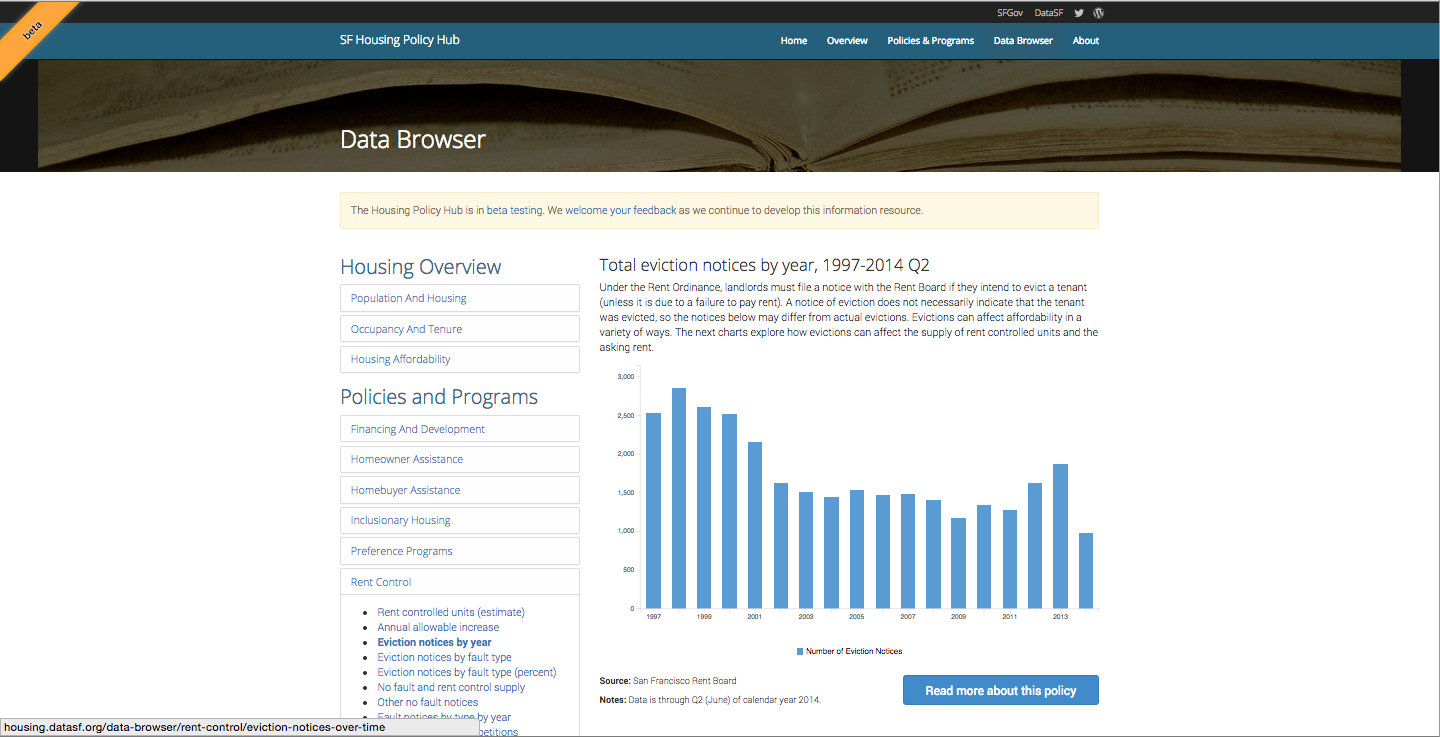 beta
SFGov DataSF
SF Housing Policy Hub
Home Overview Policies & Programs Data Browser About
Data Browser
The Housing Policy Hub is in beta testing. We welcome your feedback as we continue to develop this information resource.
Housing Overview
Population And Housing
Occupancy And Tenure
Housing Affordability
Policies and Programs
Financing And Development
Homeowner Assistance
Homebuyer Assistance
Inclusionary Housing
Preference Programs
Rent Control
Rent controlled units (estimate)
Annual allowable increase
Eviction notices by year
Eviction notices by fault type
Eviction notices by fault type (percent)
No fault and rent control supply
Other no fault notices
Fault notices by type by year
Total eviction notices by year, 1997-2014 Q2
Under the Rent Ordinance, landlords must file a notice with the Rent Board if they intend to evict a tenant
(unless it is due to a failure to pay rent). A notice of eviction does not necessarily indicate that the tenant
was evicted, so the notices below may differ from actual evictions. Evictions can affect affordability in a
variety of ways. The next charts explore how evictions can affect the supply of rent controlled units and the
asking rent.
3,000
2,500
2,000
1,500
1,000
500
0
1997 1999 2001 2003 2005 2007 2009 2011 2013
Number of Eviction Notices
Source: San Francisco Rent Board
Notes: Data is through Q2 (June) of calendar year 2014.
Read more about this policy
housing.datasf.org/data-browser/rent-control/eviction-notices-over-time